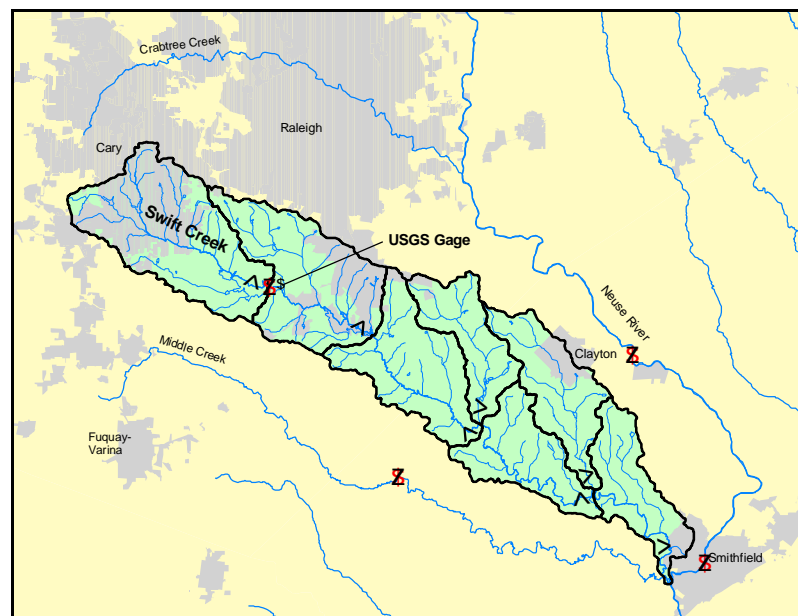 Crabtree Creek
Raleigh
Cary
Swift Creek
USGS Gage
$
Neuse River
Middle Creek
Clayton
Fuquay-
Varina
Smithfield